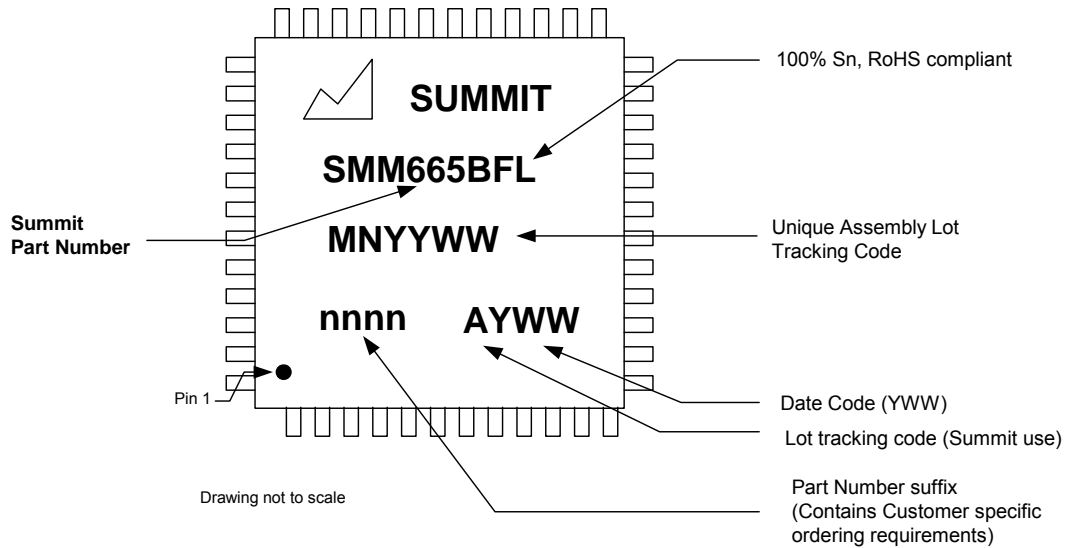 100% Sn, RoHS compliant
SUMMIT
SMM665BFL
Summit
Part Number
MNYYWW
Unique Assembly Lot
Tracking Code
nnnn AYWW
Pin 1
Date Code (YWW)
Lot tracking code (Summit use)
Drawing not to scale
Part Number suffix
(Contains Customer specific
ordering requirements)